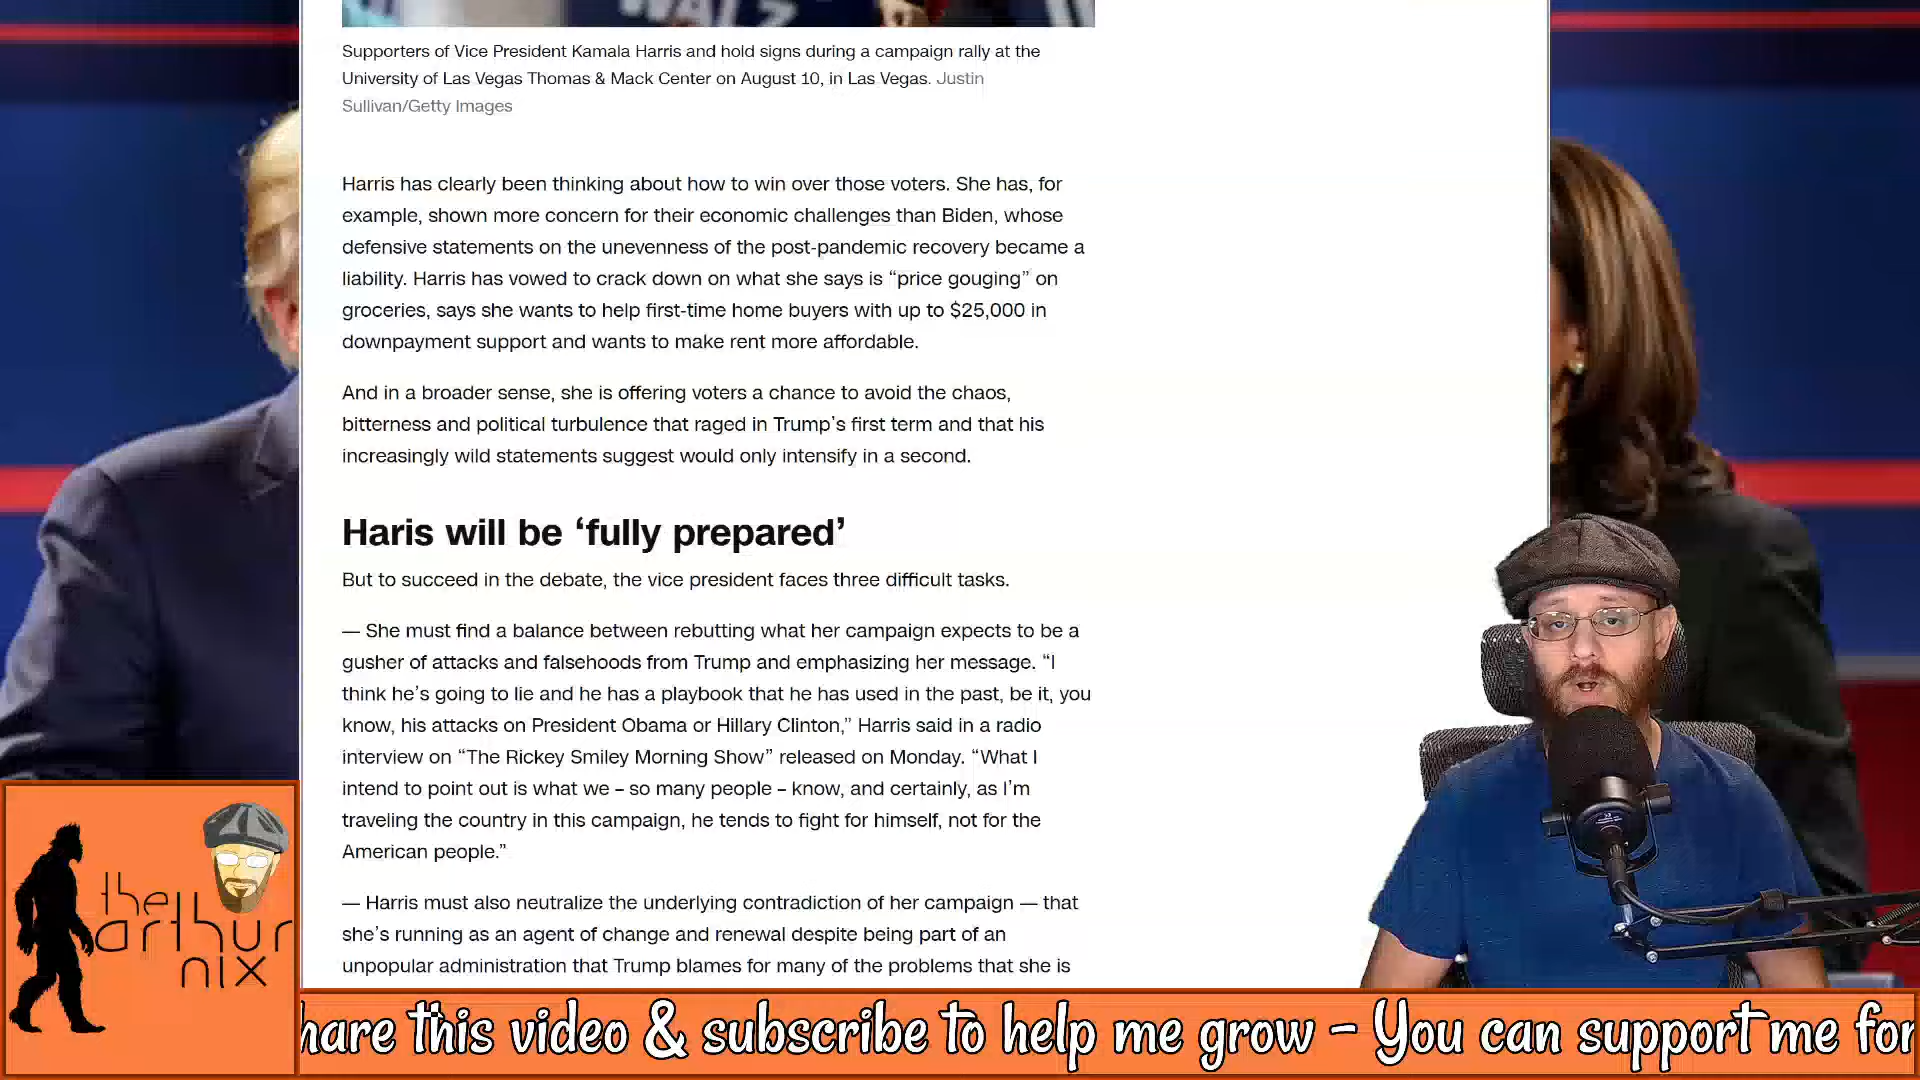 WALZ
Supporters of Vice President Kamala Harris and hold signs during a campaign rally at the
University of Las Vegas Thomas & Mack Center on August 10, in Las Vegas. Justin
Sullivan/Getty Images
Harris has clearly been thinking about how to win over those voters. She has, for
example, shown more concern for their economic challenges than Biden, whose
defensive statements on the unevenness of the post-pandemic recovery became a
liability. Harris has vowed to crack down on what she says is “price gouging” on
groceries, says she wants to help first-time home buyers with up to $25,000 in
downpayment support and wants to make rent more affordable.
And in a broader sense, she is offering voters a chance to avoid the chaos,
bitterness and political turbulence that raged in Trump’s first term and that his
increasingly wild statements suggest would only intensify in a second.
Haris will be ‘fully prepared’
But to succeed in the debate, the vice president faces three difficult tasks.
— She must find a balance between rebutting what her campaign expects to be a
gusher of attacks and falsehoods from Trump and emphasizing her message. “I
think he’s going to lie and he has a playbook that he has used in the past, be it, you
know, his attacks on President Obama or Hillary Clinton,” Harris said in a radio
interview on “The Rickey Smiley Morning Show” released on Monday. “What I
intend to point out is what we – so many people – know, and certainly, as I’m
traveling the country in this campaign, he tends to fight for himself, not for the
American people.”
— Harris must also neutralize the underlying contradiction of her campaign — that
she’s running as an agent of change and renewal despite being part of an
unpopular administration that Trump blames for many of the problems that she is
the
arthur
nix
hare this video & subscribe to help me grow - You can support me for